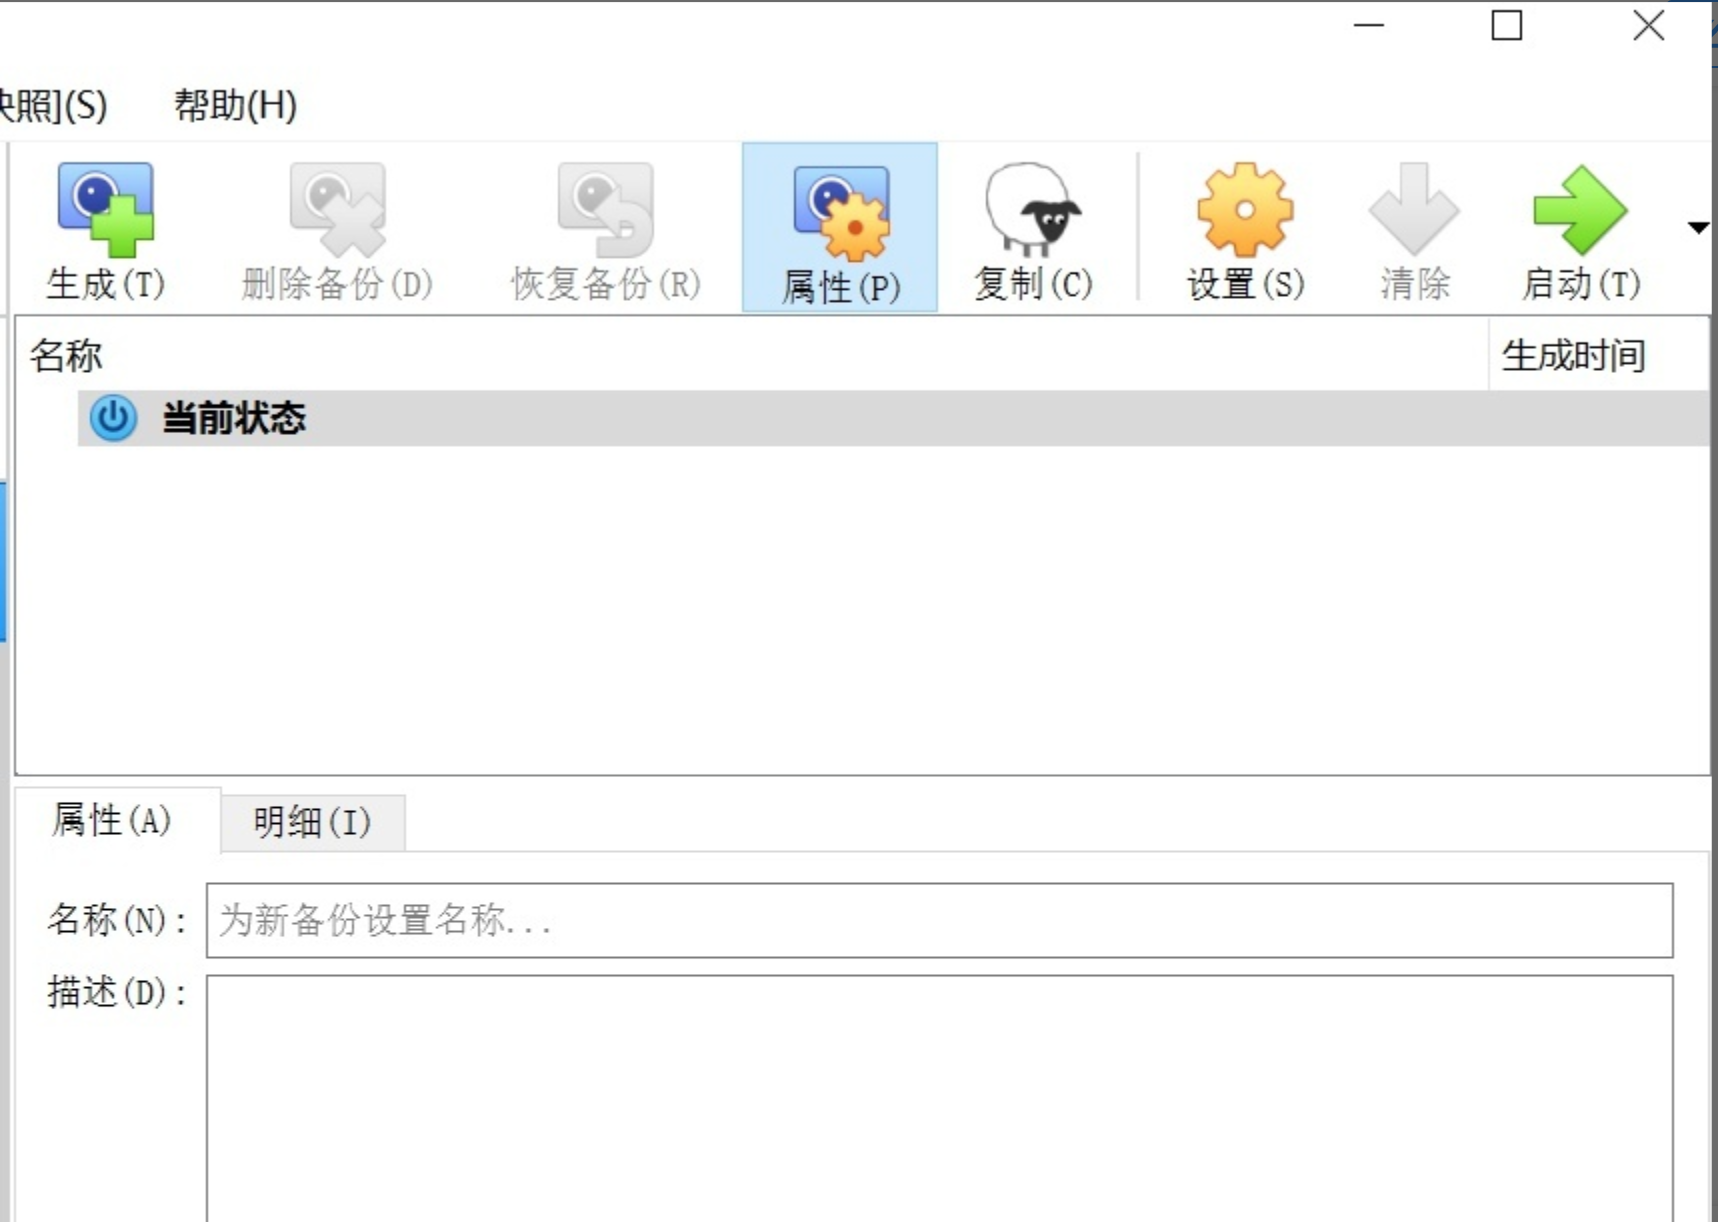 快照](S) 帮助(H)
生成(T) 删除备份(D) 恢复备份(R) 属性(P) 复制(C) 设置(S) 清除 启动(T)
名称 生成时间
当前状态
属性(A) 明细(I)
名称(N): 为新备份设置名称...
描述(D):